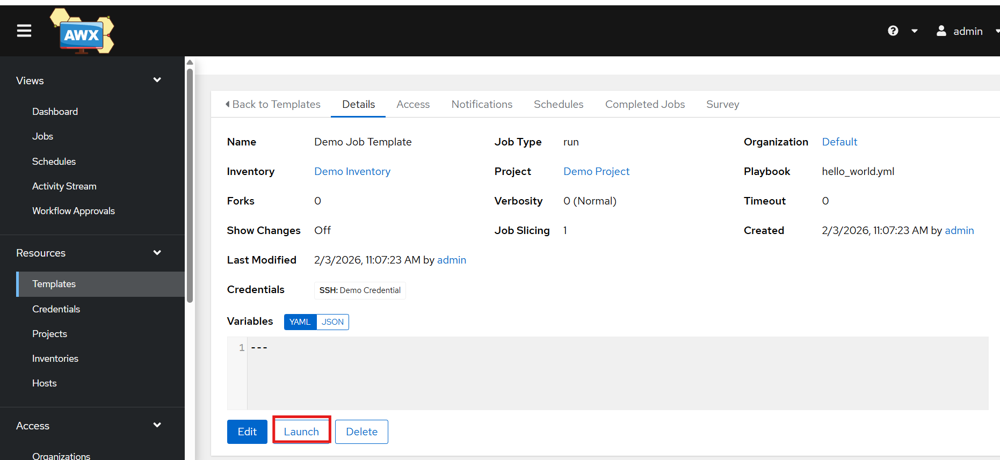 AWX
admin
Views
Dashboard
Jobs
Schedules
Activity Stream
Workflow Approvals
Resources
Templates
Credentials
Projects
Inventories
Hosts
Access
Organizations
Back to Templates Details Access Notifications Schedules Completed Jobs Survey
Name Demo Job Template Job Type run Organization Default
Inventory Demo Inventory Project Demo Project Playbook hello_world.yml
Forks 0 Verbosity 0 (Normal) Timeout 0
Show Changes Off Job Slicing 1 Created 2/3/2026, 11:07:23 AM by admin
Last Modified 2/3/2026, 11:07:23 AM by admin
Credentials SSH: Demo Credential
Variables YAML JSON
1 ---
Edit Launch Delete